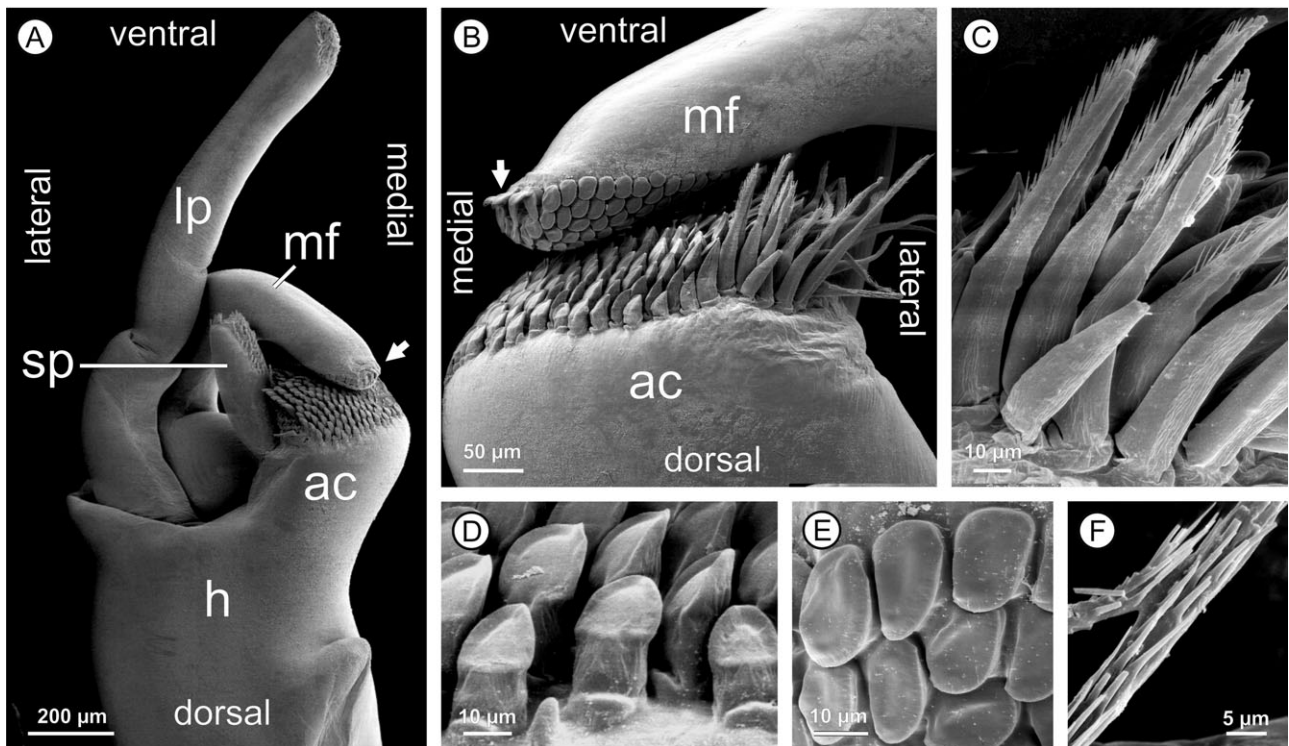 A
ventral
lateral
medial
lp
mf
sp
ac
h
dorsal
200 µm
B
ventral
mf
medial
lateral
ac
50 µm
dorsal
C
10 µm
D
10 µm
E
10 µm
F
5 µm